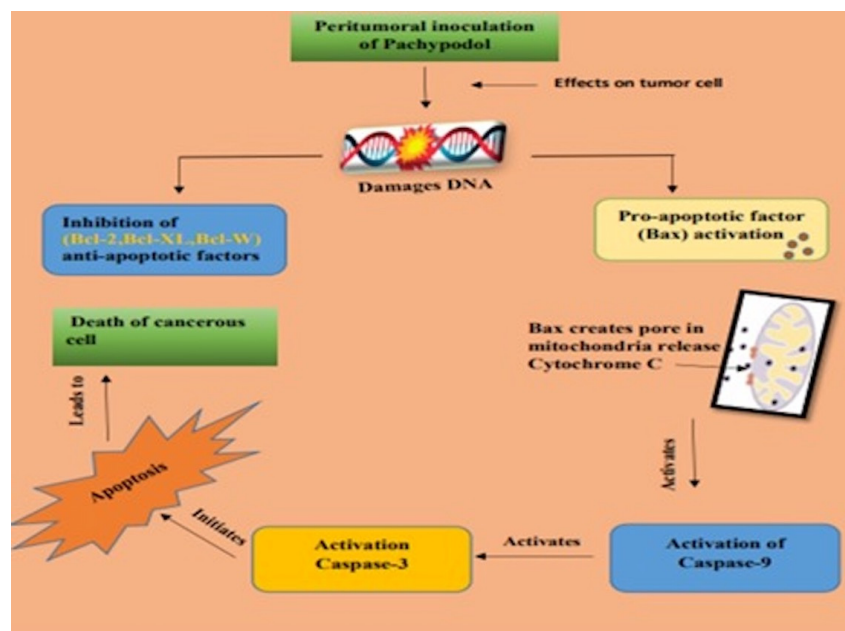 Peritumoral inoculation
of Pachypodol
Effects on tumor cell
Damages DNA
Inhibition of
(Bcl-2,Bcl-XL,Bcl-W)
anti-apoptotic factors
Pro-apoptotic factor
(Bax) activation
Death of cancerous
cell
Bax creates pore in
mitochondria release
Cytochrome C
Leads to
Activates
Apoptosis
Initiates
Activation
Caspase-3
Activates
Activation of
Caspase-9